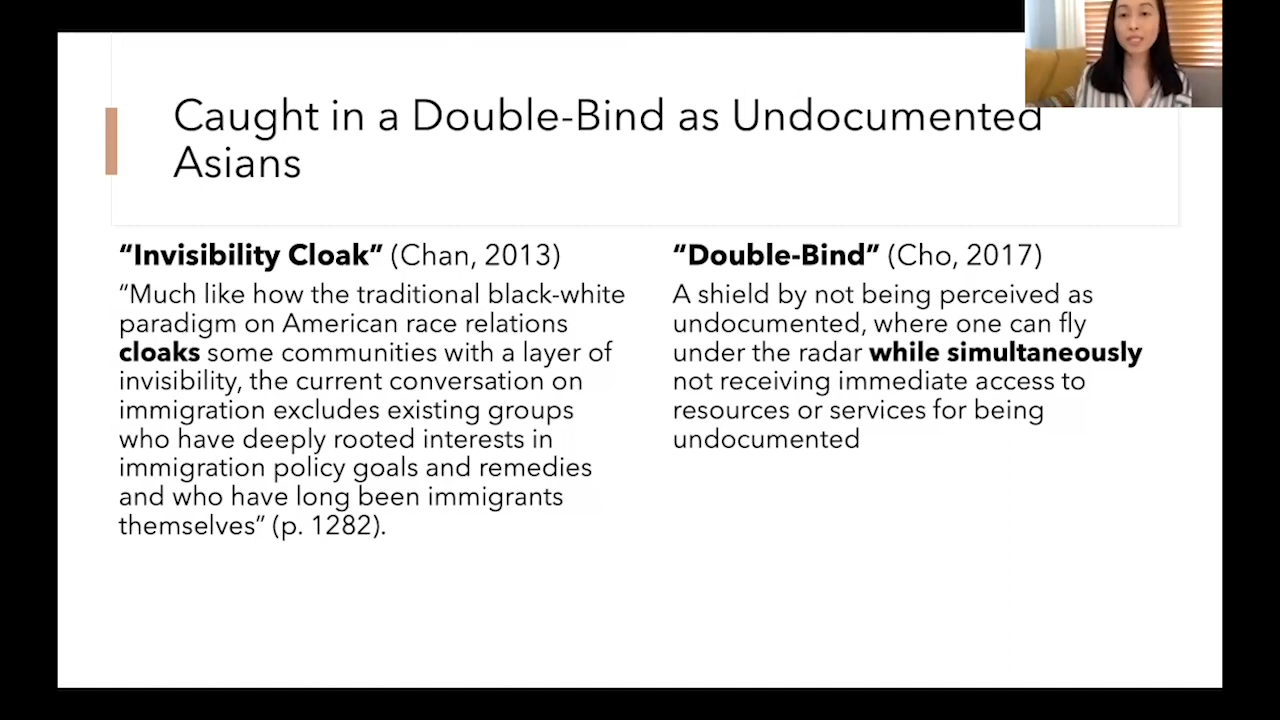 Caught in a Double-Bind as Undocumented
Asians
“Invisibility Cloak” (Chan, 2013)
“Much like how the traditional black-white
paradigm on American race relations
cloaks some communities with a layer of
invisibility, the current conversation on
immigration excludes existing groups
who have deeply rooted interests in
immigration policy goals and remedies
and who have long been immigrants
themselves” (p. 1282).
“Double-Bind” (Cho, 2017)
A shield by not being perceived as
undocumented, where one can fly
under the radar while simultaneously
not receiving immediate access to
resources or services for being
undocumented